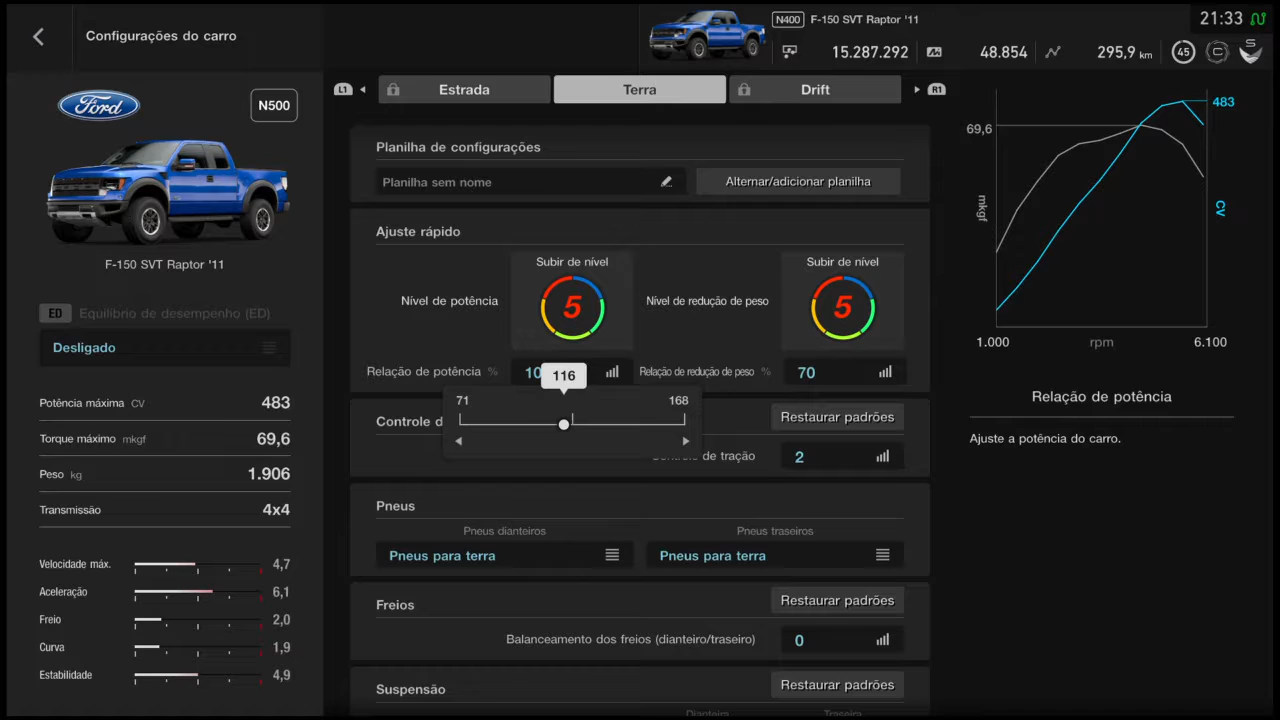 Configurações do carro
N400 F-150 SVT Raptor '11
15.287.292
48.854
295,9 km
45
C
S
21:33
Ford
N500
F-150 SVT Raptor '11
ED Equilíbrio de desempenho (ED)
Desligado
Potência máxima CV 483
Torque máximo mkgf 69,6
Peso kg 1.906
Transmissão 4x4
Velocidade máx. 4,7
Aceleração 6,1
Freio 2,0
Curva 1,9
Estabilidade 4,9
L1 Estrada Terra Drift R1
Planilha de configurações
Planilha sem nome
Alternar/adicionar planilha
Ajuste rápido
Nível de potência
Subir de nível
5
Nível de redução de peso
Subir de nível
5
Relação de potência % 10
Relação de redução de peso % 70
116
71 168
Controle d
Restaurar padrões
Controle de tração 2
Pneus
Pneus dianteiros Pneus traseiros
Pneus para terra Pneus para terra
Freios
Restaurar padrões
Balanceamento dos freios (dianteiro/traseiro) 0
Suspensão
Restaurar padrões
Dianteira Traseira
483
69,6
mkgf
CV
1.000 rpm 6.100
Relação de potência
Ajuste a potência do carro.